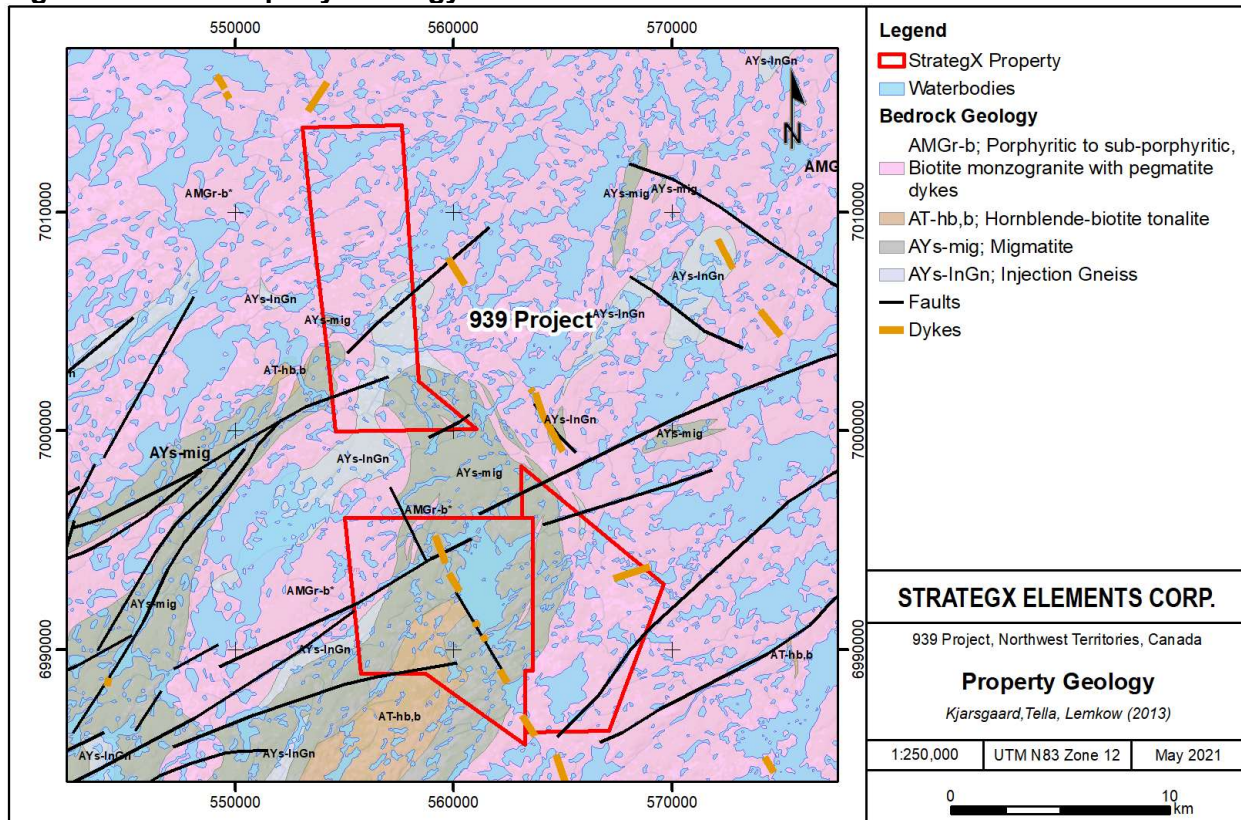 550000 560000 570000
AYs-InGn
N
AMG
AMGr-b*
AYs-mig
AYs-mig
7010000
7010000
AYs-InGn
AYs-InGn
AYs-InGn
AYs-mig
939 Project
AT-hb,b
7000000
7000000
AYs-InGn
AYs-mig
AYs-mig
AYs-InGn
AYs-mig
AMGr-b*
AMGr-b*
AYs-mig
AYs-InGn
6990000
6990000
AT-hb,b
AT-hb,b
AYs-InGn
AYs-InGn
550000 560000 570000
Legend
StrategX Property
Waterbodies
Bedrock Geology
AMGr-b; Porphyritic to sub-porphyritic,
Biotite monzogranite with pegmatite
dykes
AT-hb,b; Hornblende-biotite tonalite
AYs-mig; Migmatite
AYs-InGn; Injection Gneiss
Faults
Dykes
STRATEGX ELEMENTS CORP.
939 Project, Northwest Territories, Canada
Property Geology
Kjarsgaard,Tella, Lemkow (2013)
1:250,000 UTM N83 Zone 12 May 2021
0 10
km